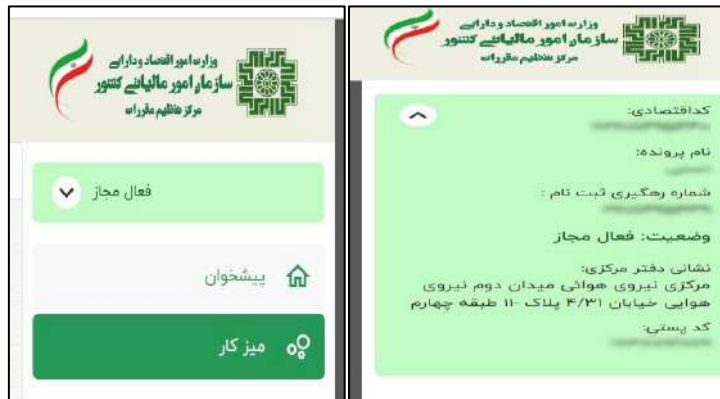 وزارت امور اقتصاد و دارایی
سازمان امور مالیاتی کشور
مرکز تنظیم مقررات
فعال مجاز
پیشخوان
میز کار
وزارت امور اقتصاد و دارایی
سازمان امور مالیاتی کشور
مرکز تنظیم مقررات
کداقتصادی:
نام پرونده:
شماره رهگیری ثبت نام :
وضعیت: فعال مجاز
نشانی دفتر مرکزی:
مرکزی نیروی هوائی میدان دوم نیروی
هوایی خیابان ۴/۳۱ پلاک -۱۱ طبقه چهارم
کد پستی: